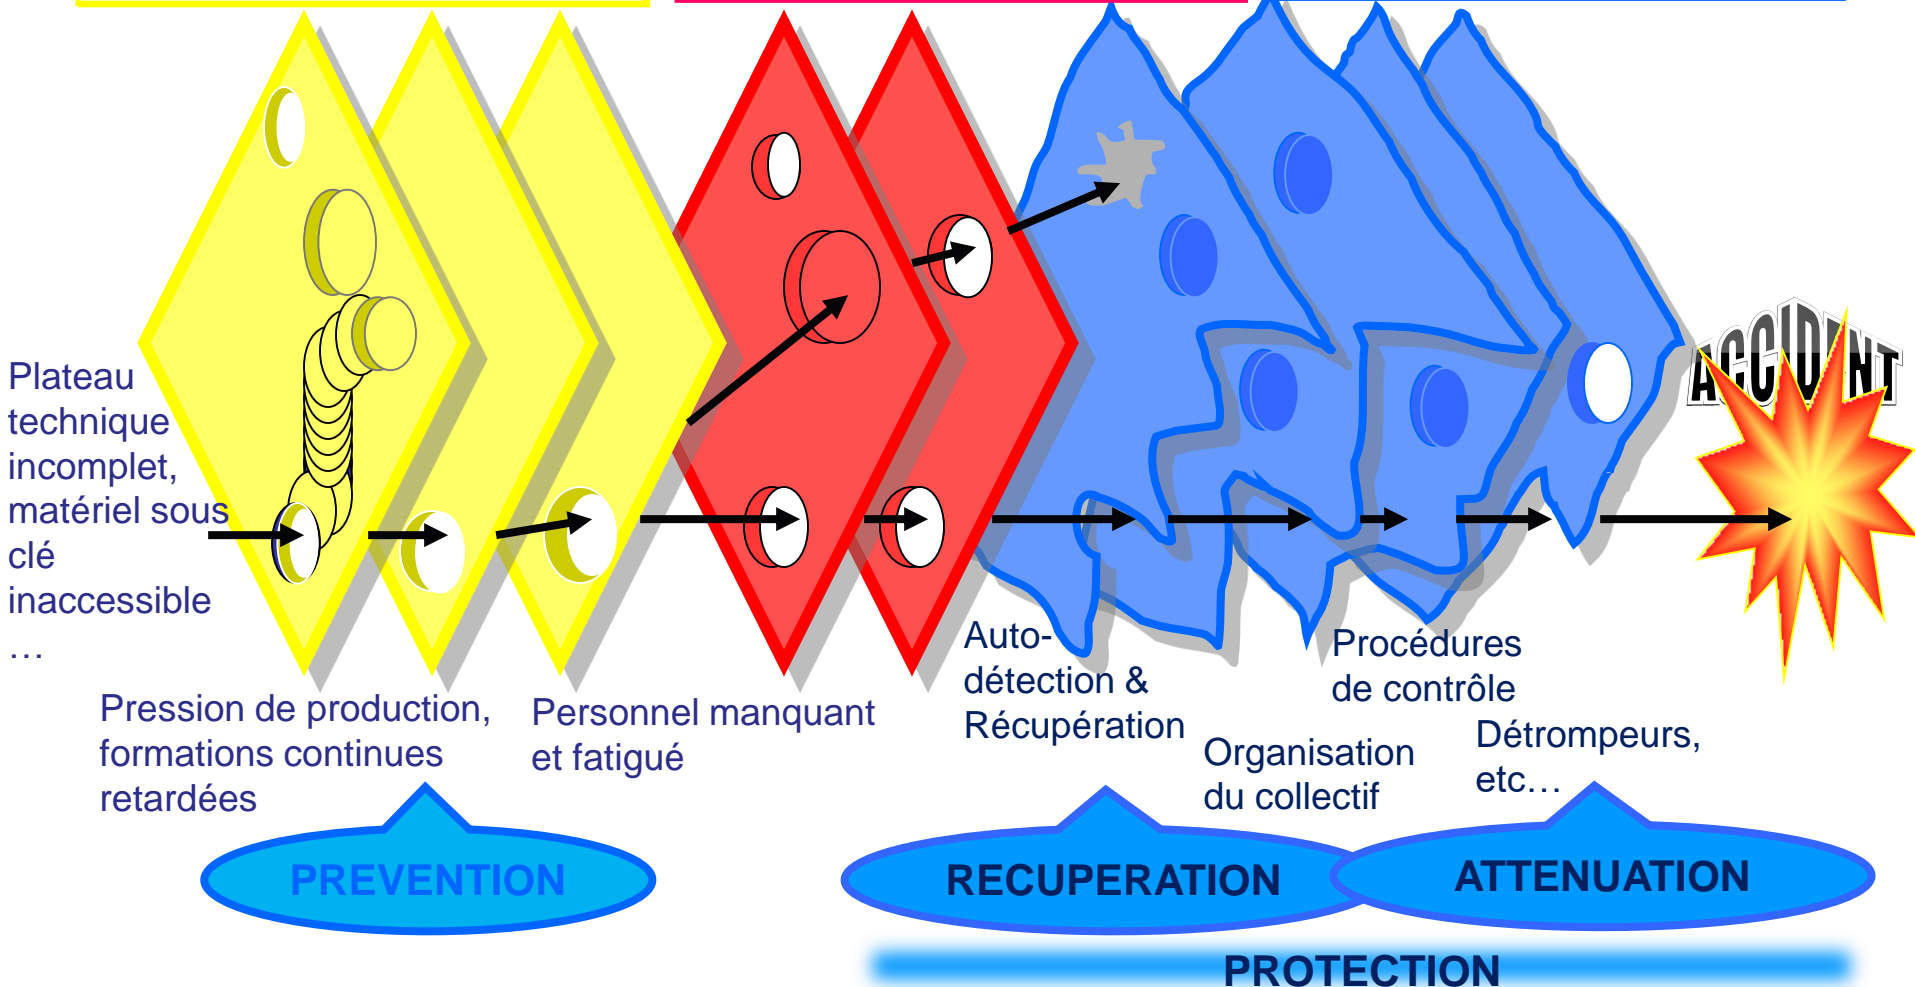 ACCIDENT
Plateau
technique
incomplet,
matériel sous
clé
inaccessible
…
Pression de production,
formations continues
retardées
Personnel manquant
et fatigué
Auto-
détection &
Récupération
Organisation
du collectif
Procédures
de contrôle
Détrompeurs,
etc…
PREVENTION
RECUPERATION
ATTENUATION
PROTECTION